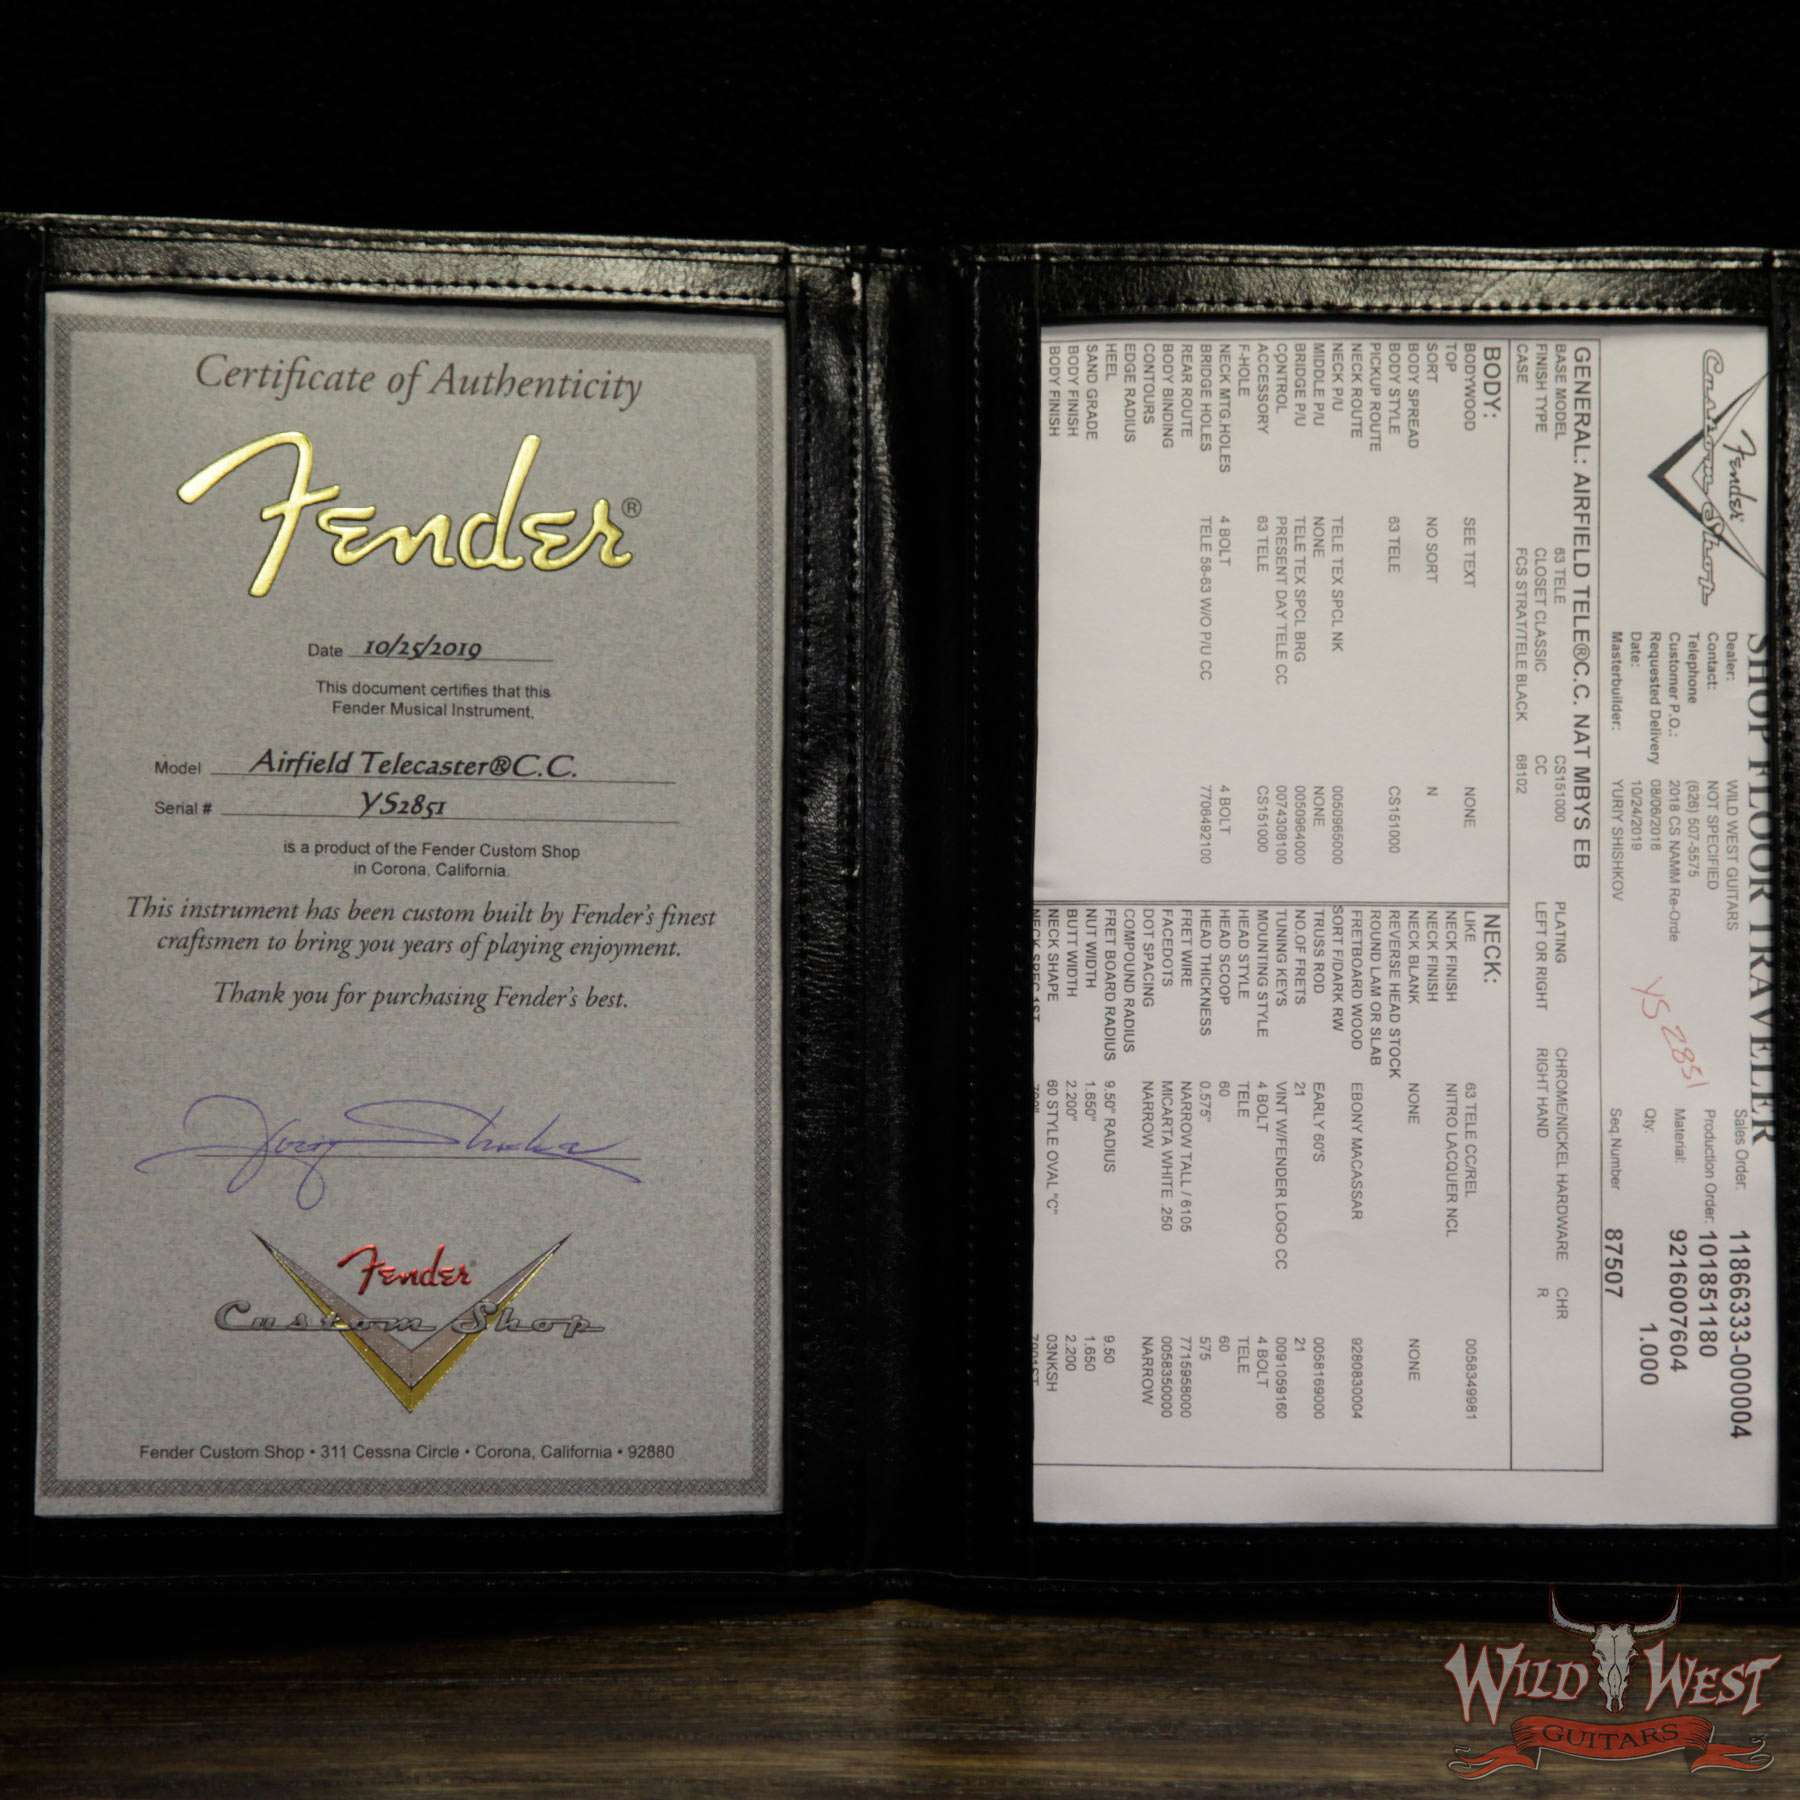 Certificate of Authenticity
Fender®
Date 10/25/2019
This document certifies that this
Fender Musical Instrument,
Model Airfield Telecaster®C.C.
Serial # YS2851
is a product of the Fender Custom Shop
in Corona, California.
This instrument has been custom built by Fender's finest
craftsmen to bring you years of playing enjoyment.
Thank you for purchasing Fender's best.
Fender®
Custom Shop
Fender Custom Shop • 311 Cessna Circle • Corona, California • 92880
SHOP FLOOR TRAVELER
Fender
Custom Shop
Dealer: WILD WEST GUITARS Sales Order: 11866333-000004
Contact: NOT SPECIFIED Production Order: 101851180
Telephone (626) 507-5575
Customer P.O.: 2018 CS NAMM Re-Orde Material: 9216007604
Requested Delivery 08/06/2018 Qty: 1.000
Date: 10/24/2019
Masterbuilder: YURIY SHISHKOV Seq.Number 87507
YS 2851
GENERAL: AIRFIELD TELE®C.C. NAT MBYS EB
BASE MODEL 63 TELE CS151000 PLATING CHROME/NICKEL HARDWARE CHR
FINISH TYPE CLOSET CLASSIC CC LEFT OR RIGHT RIGHT HAND R
CASE FCS STRAT/TELE BLACK 68102
BODY:
BODYWOOD SEE TEXT NONE
TOP
SORT NO SORT N
BODY SPREAD
BODY STYLE 63 TELE CS151000
PICKUP ROUTE
NECK ROUTE
NECK P/U TELE TEX SPCL NK 0050965000
MIDDLE P/U NONE NONE
BRIDGE P/U TELE TEX SPCL BRG 0050964000
CONTROL PRESENT DAY TELE CC 0074308100
ACCESSORY 63 TELE CS151000
F-HOLE
NECK MTG.HOLES 4 BOLT 4 BOLT
BRIDGE HOLES TELE 58-63 W/O P/U CC 7706492100
REAR ROUTE
BODY BINDING
CONTOURS
EDGE RADIUS
HEEL
SAND GRADE
BODY FINISH
BODY FINISH
NECK:
LIKE 63 TELE CC/REL 0058349981
NECK FINISH NITRO LACQUER NCL
NECK FINISH
NECK BLANK NONE NONE
REVERSE HEAD STOCK
ROUND LAM OR SLAB
FRETBOARD WOOD EBONY MACASSAR 9280830004
SORT F/DARK RW
TRUSS ROD EARLY 60'S 0058169000
NO.OF FRETS 21 21
TUNING KEYS VINT W/FENDER LOGO CC 0091059160
MOUNTING STYLE 4 BOLT 4 BOLT
HEAD STYLE TELE TELE
HEAD SCOOP 60 60
HEAD THICKNESS 0.575" 575
FRET WIRE NARROW TALL / 6105 7715958000
FACEDOTS MICARTA WHITE .250 0058350000
DOT SPACING NARROW NARROW
COMPOUND RADIUS
FRET BOARD RADIUS 9.50" RADIUS 9.50
NUT WIDTH 1.650" 1.650
BUTT WIDTH 2.200" 2.200
NECK SHAPE 60 STYLE OVAL "C" 03NKSH
WILD WEST
GUITARS